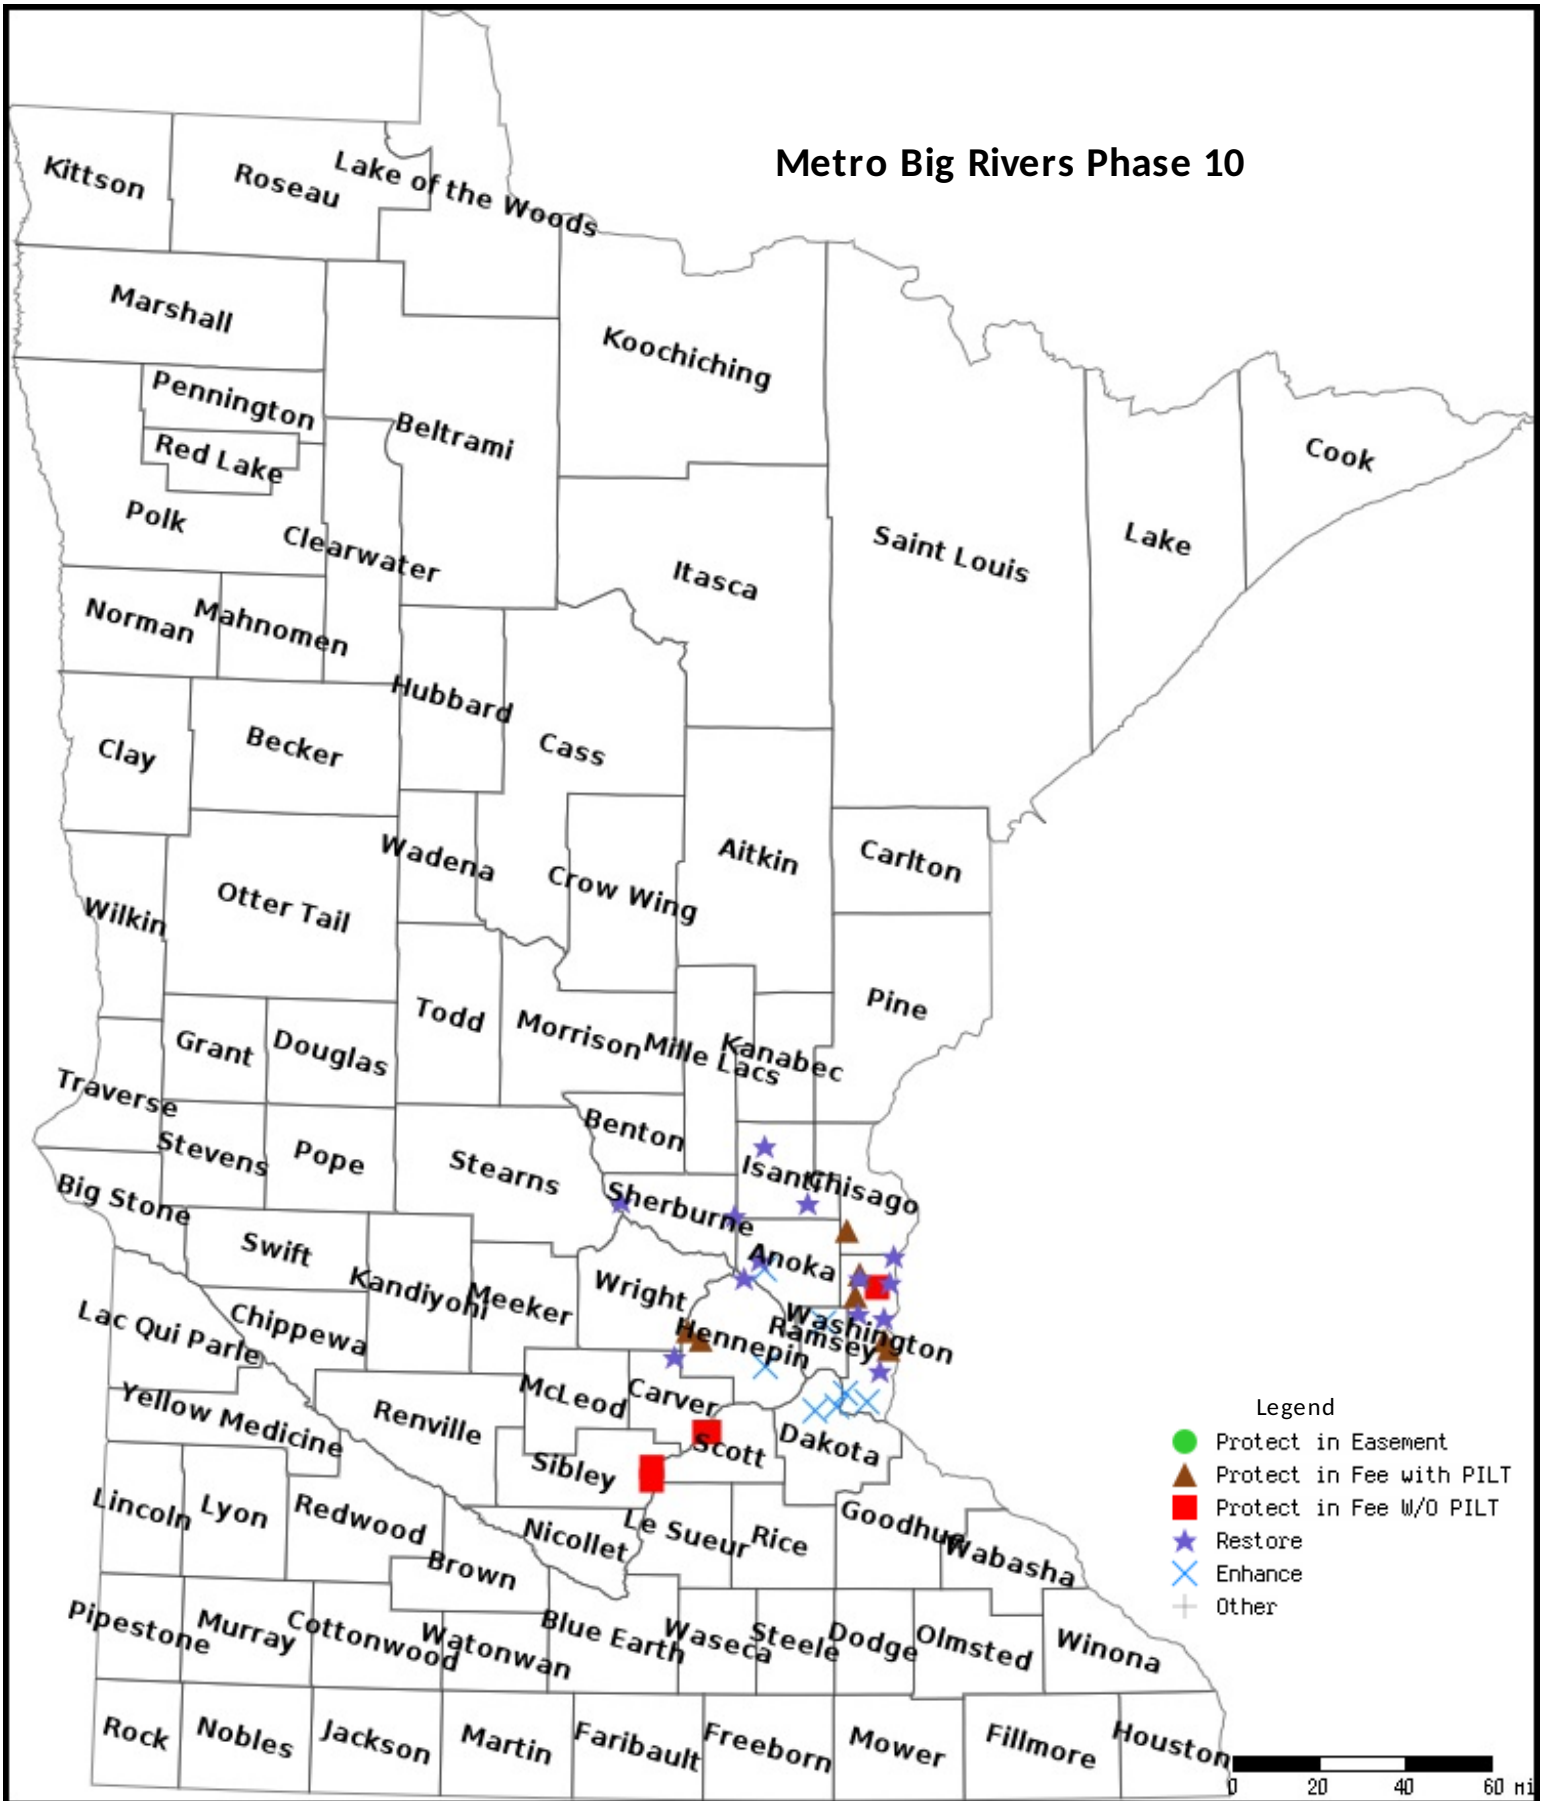 Metro Big Rivers Phase 10
Kittson
Roseau
Lake of the Woods
Marshall
Koochiching
Pennington
Beltrami
Red Lake
Cook
Polk
Clearwater
Saint Louis
Lake
Itasca
Norman
Mahnomen
Hubbard
Clay
Becker
Cass
Wadena
Aitkin
Carlton
Otter Tail
Crow Wing
Wilkin
Pine
Todd
Morrison
Mille Lacs
Kanabec
Grant
Douglas
Traverse
Benton
Stevens
Pope
Stearns
Isanti
Chisago
Big Stone
Sherburne
Swift
Anoka
Kandiyohi
Meeker
Wright
Lac Qui Parle
Chippewa
Hennepin
Ramsey
Washington
Yellow Medicine
McLeod
Carver
Renville
Dakota
Scott
Sibley
Lincoln
Lyon
Redwood
Nicollet
Le Sueur
Rice
Goodhue
Wabasha
Brown
Pipestone
Murray
Cottonwood
Watonwan
Blue Earth
Waseca
Steele
Dodge
Olmsted
Winona
Rock
Nobles
Jackson
Martin
Faribault
Freeborn
Mower
Fillmore
Houston
Legend
Protect in Easement
Protect in Fee with PILT
Protect in Fee W/O PILT
Restore
Enhance
Other
0 20 40 60 mi